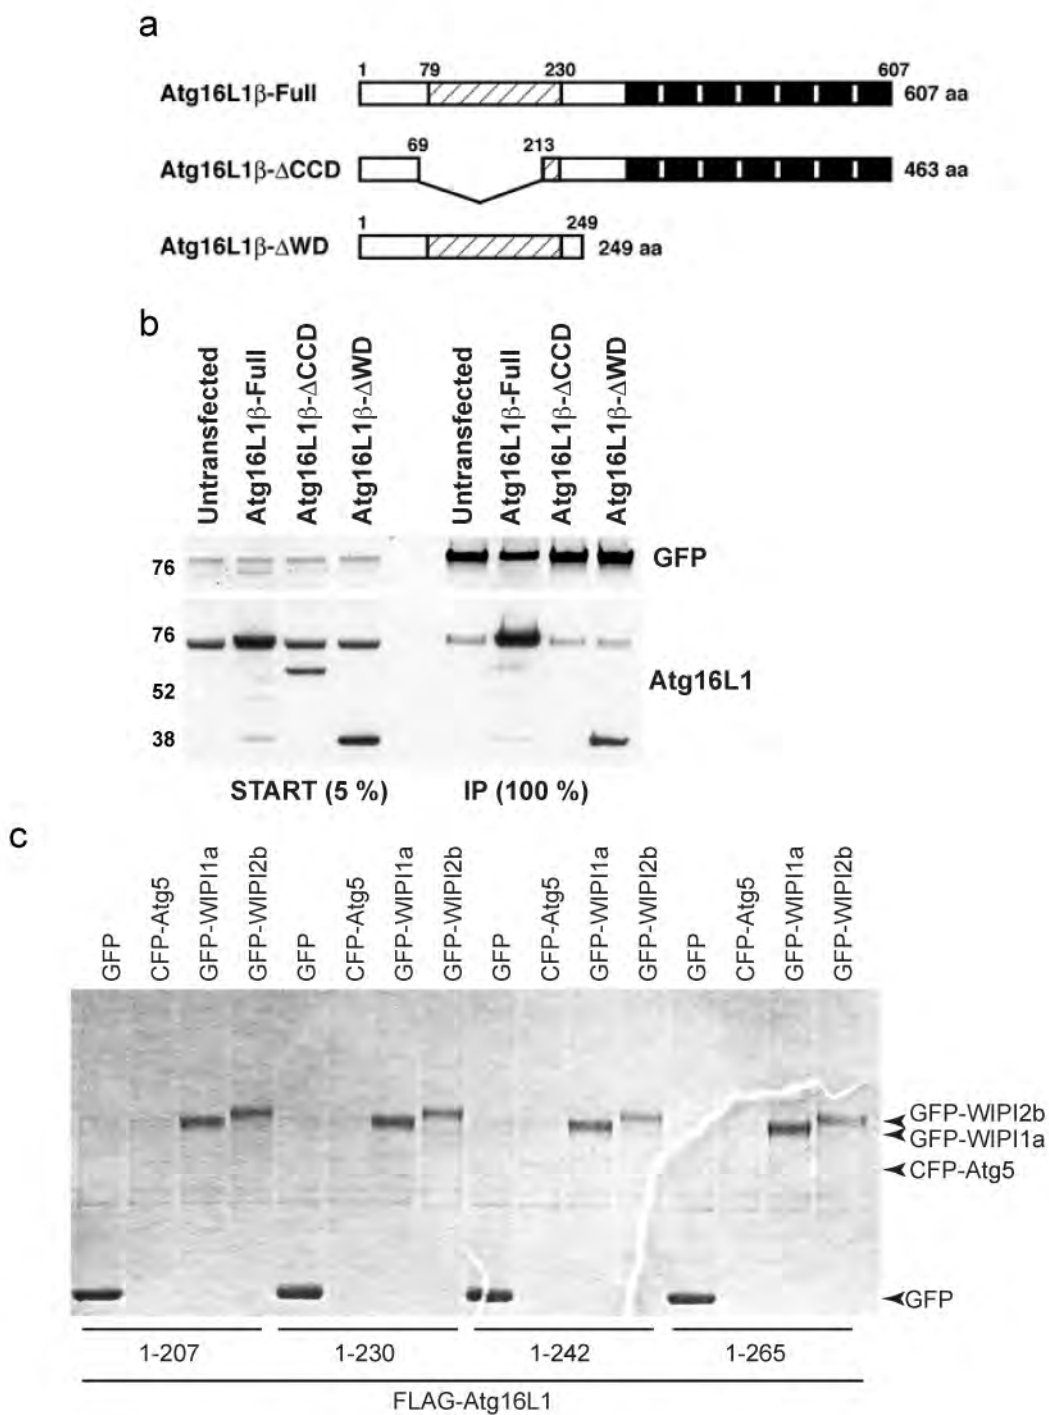 a
1 79 230 607
Atg16L1β-Full 607 aa
69 213
Atg16L1β-ΔCCD 463 aa
1 249
Atg16L1β-ΔWD 249 aa
b
Untransfected Atg16L1β-Full Atg16L1β-ΔCCD Atg16L1β-ΔWD Untransfected Atg16L1β-Full Atg16L1β-ΔCCD Atg16L1β-ΔWD
76 GFP
76
Atg16L1
52
38
START (5 %) IP (100 %)
c
GFP CFP-Atg5 GFP-WIPI1a GFP-WIPI2b GFP CFP-Atg5 GFP-WIPI1a GFP-WIPI2b GFP CFP-Atg5 GFP-WIPI1a GFP-WIPI2b GFP CFP-Atg5 GFP-WIPI1a GFP-WIPI2b
GFP-WIPI2b
GFP-WIPI1a
CFP-Atg5
GFP
1-207 1-230 1-242 1-265
FLAG-Atg16L1